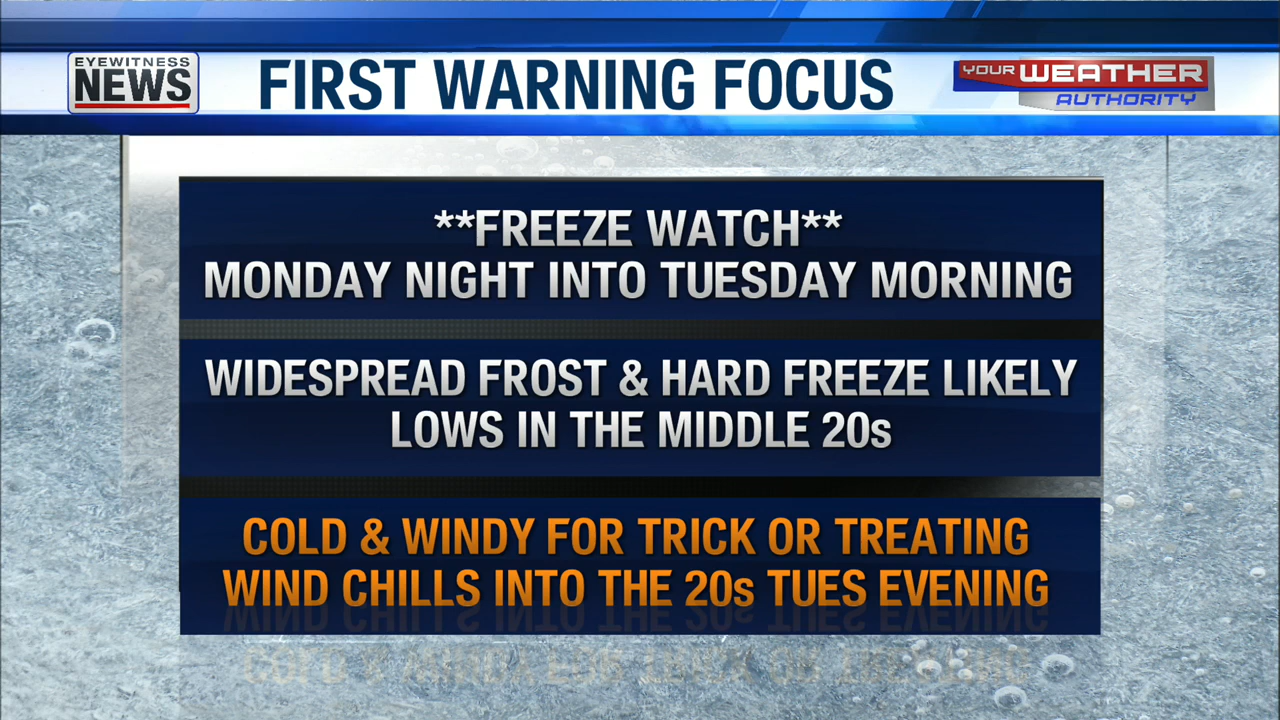 EYEWITNESS
NEWS
FIRST WARNING FOCUS
YOUR WEATHER
AUTHORITY
**FREEZE WATCH**
MONDAY NIGHT INTO TUESDAY MORNING
WIDESPREAD FROST & HARD FREEZE LIKELY
LOWS IN THE MIDDLE 20s
COLD & WINDY FOR TRICK OR TREATING
WIND CHILLS INTO THE 20s TUES EVENING